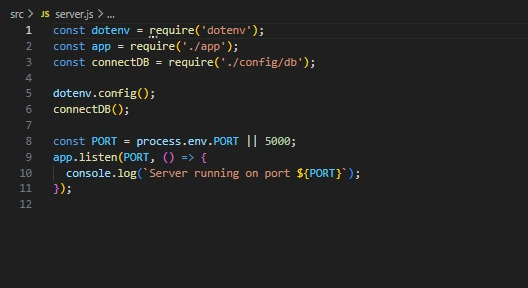 src > JS server.js > ...
1 const dotenv = require('dotenv');
2 const app = require('./app');
3 const connectDB = require('./config/db');
4
5 dotenv.config();
6 connectDB();
7
8 const PORT = process.env.PORT || 5000;
9 app.listen(PORT, () => {
10   console.log(`Server running on port ${PORT}`);
11 });
12